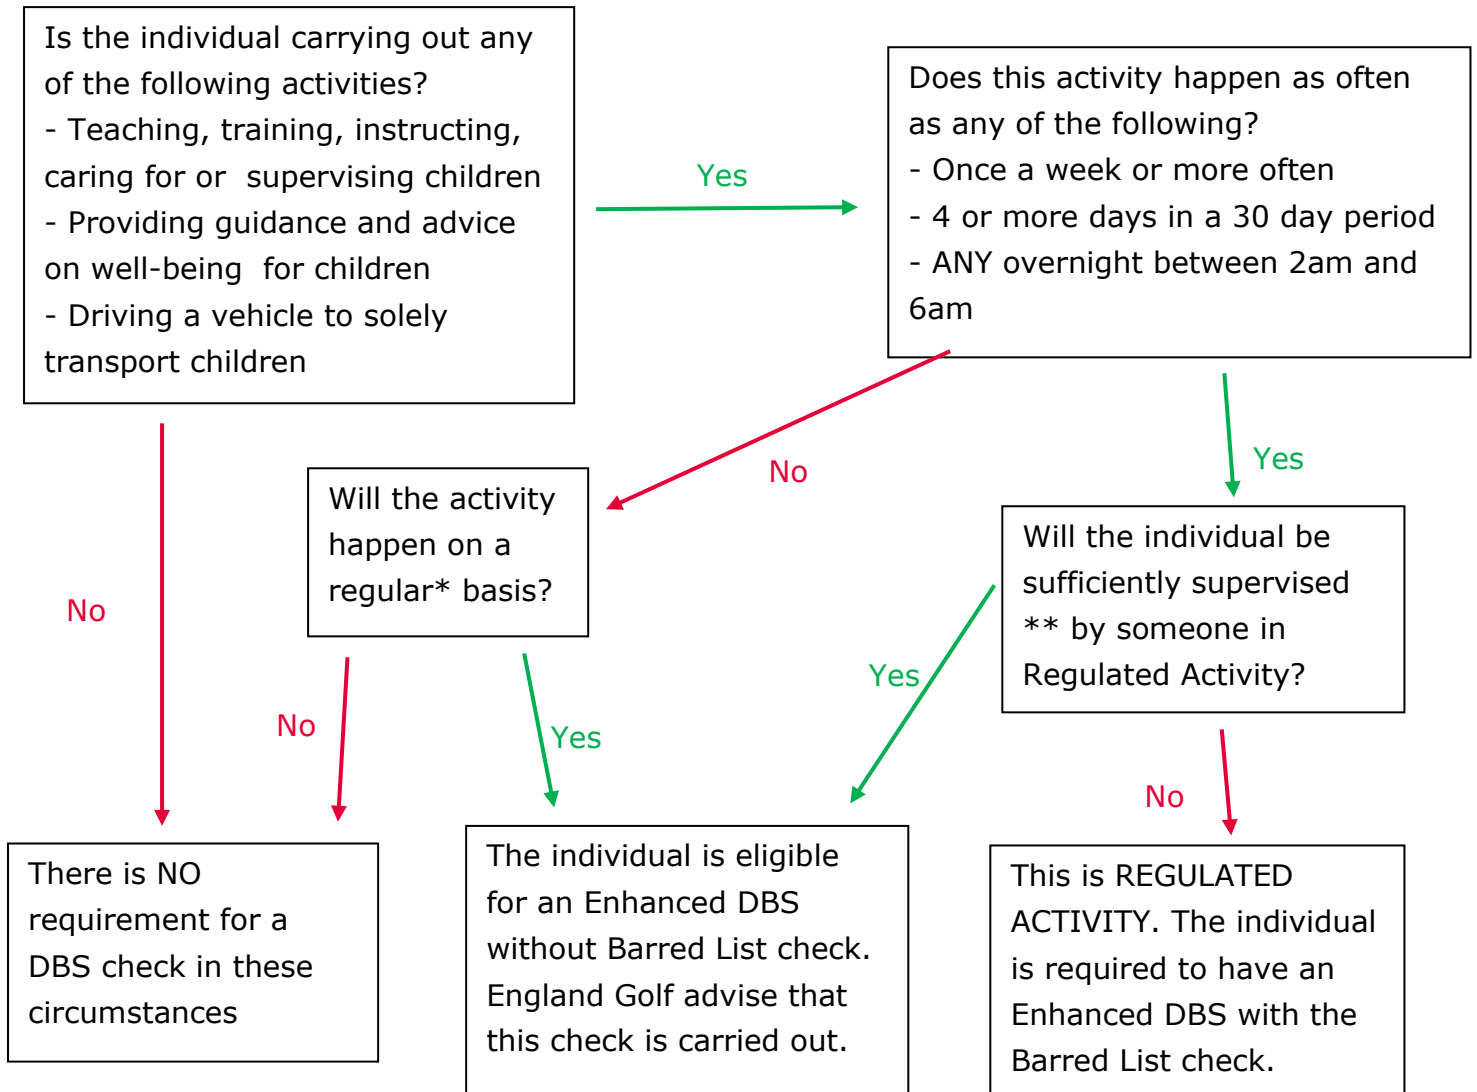 Is the individual carrying out any
of the following activities?
- Teaching, training, instructing,
caring for or  supervising children
- Providing guidance and advice
on well-being  for children
- Driving a vehicle to solely
transport children
Yes
Does this activity happen as often
as any of the following?
- Once a week or more often
- 4 or more days in a 30 day period
- ANY overnight between 2am and
6am
No
No
Yes
Will the activity
happen on a
regular* basis?
Will the individual be
sufficiently supervised
** by someone in
Regulated Activity?
No
Yes
Yes
No
There is NO
requirement for a
DBS check in these
circumstances
The individual is eligible
for an Enhanced DBS
without Barred List check.
England Golf advise that
this check is carried out.
This is REGULATED
ACTIVITY. The individual
is required to have an
Enhanced DBS with the
Barred List check.